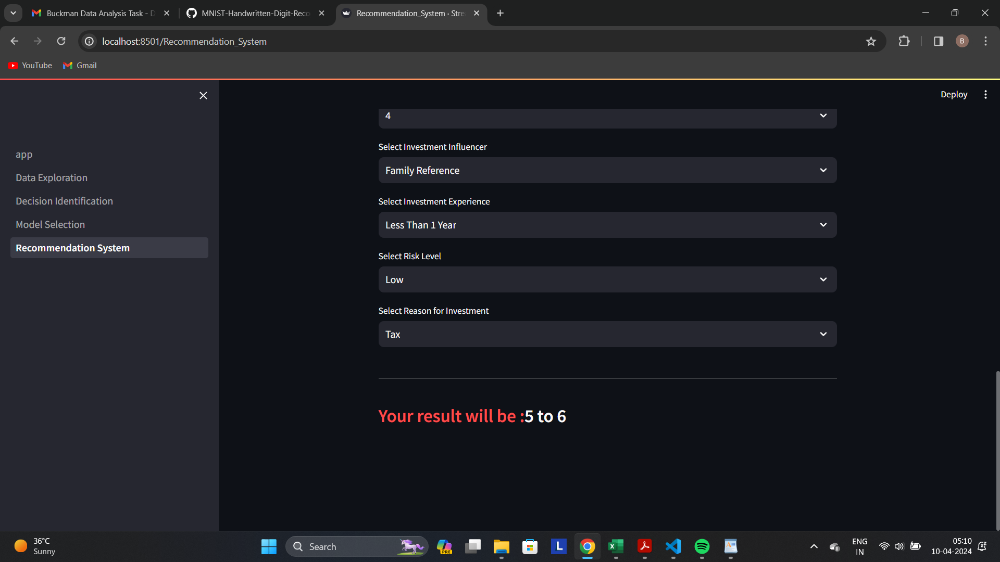 Buckman Data Analysis Task - D
MNIST-Handwritten-Digit-Reco
Recommendation_System · Stre
localhost:8501/Recommendation_System
YouTube
Gmail
Deploy
app
Data Exploration
Decision Identification
Model Selection
Recommendation System
4
Select Investment Influencer
Family Reference
Select Investment Experience
Less Than 1 Year
Select Risk Level
Low
Select Reason for Investment
Tax
Your result will be :5 to 6
36°C
Sunny
Search
PRE
L
ENG
IN
05:10
10-04-2024
B